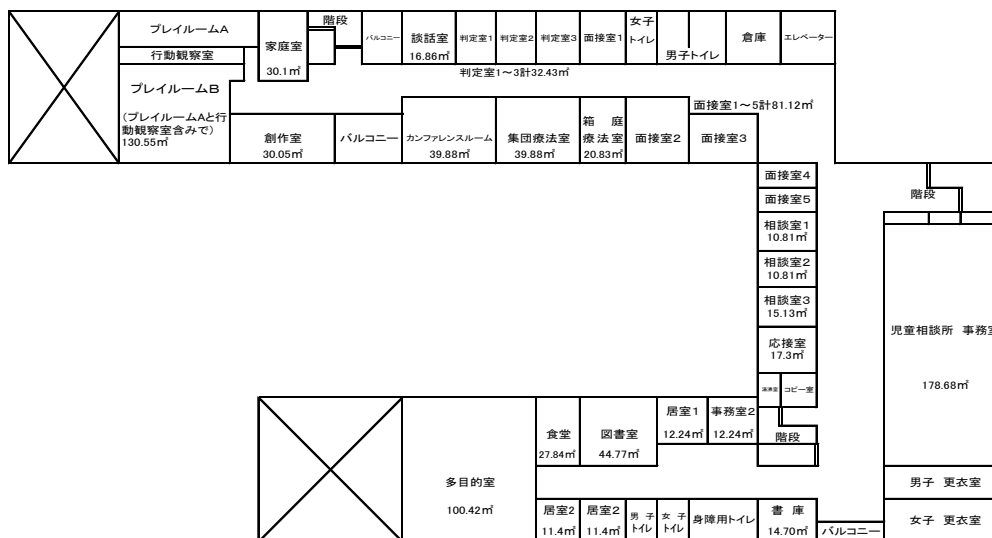 プレイルームA
行動観察室
プレイルームB
(プレイルームAと行
動観察室含みで)
130.55㎡
家庭室
30.1㎡
階段
バルコニー
談話室
16.86㎡
判定室1
判定室2
判定室3
面接室1
女子
トイレ
男子トイレ
倉庫
エレベーター
判定室1~3計32.43㎡
面接室1~5計81.12㎡
創作室
30.05㎡
バルコニー
カンファレンスルーム
39.88㎡
集団療法室
39.88㎡
箱 庭
療法室
20.83㎡
面接室2
面接室3
面接室4
面接室5
相談室1
10.81㎡
相談室2
10.81㎡
相談室3
15.13㎡
応接室
17.3㎡
湯沸室
コピー室
階段
階段
児童相談所 事務室
178.68㎡
男子 更衣室
女子 更衣室
多目的室
100.42㎡
食堂
27.84㎡
図書室
44.77㎡
居室1
12.24㎡
事務室2
12.24㎡
居室2
11.4㎡
居室2
11.4㎡
男 子
トイレ
女 子
トイレ
身障用トイレ
書 庫
14.70㎡
バルコニー